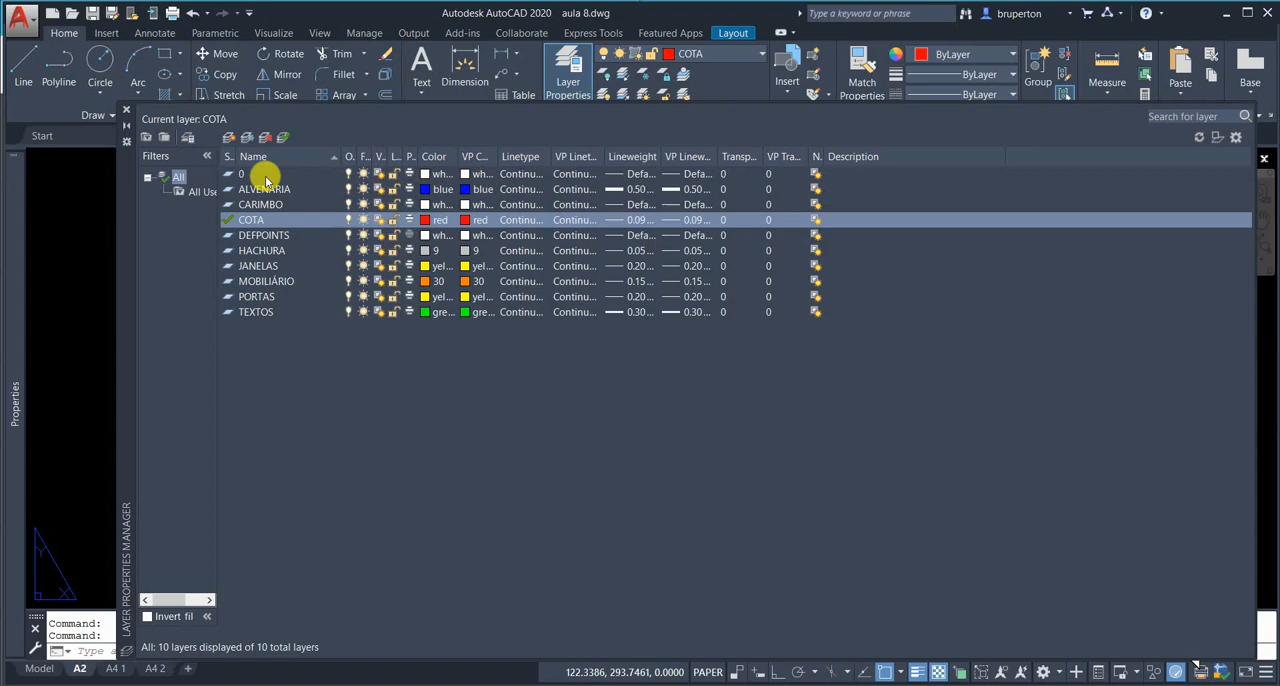 Autodesk AutoCAD 2020 aula 8.dwg
Type a keyword or phrase
bruperton
Home Insert Annotate Parametric Visualize View Manage Output Add-ins Collaborate Express Tools Featured Apps Layout
Line Polyline Circle Arc
Move Rotate Trim
Copy Mirror Fillet
Stretch Scale Array
Text Dimension Table
Layer Properties
COTA
Insert
Match Properties
ByLayer
ByLayer
ByLayer
Group Measure Paste Base
Draw
Start
Current layer: COTA
Search for layer
Filters
S.. Name O. F.. V. L.. P.. Color VP C... Linetype VP Linet... Lineweight VP Linew... Transp... VP Tra... N. Description
All
All Use
0 wh... wh... Continu... Continu... Defa... Defa... 0 0
ALVENARIA blue blue Continu... Continu... 0.50 ... 0.50 ... 0 0
CARIMBO wh... wh... Continu... Continu... Defa... Defa... 0 0
COTA red red Continu... Continu... 0.09 ... 0.09 ... 0 0
DEFPOINTS wh... wh... Continu... Continu... Defa... Defa... 0 0
HACHURA 9 9 Continu... Continu... 0.05 ... 0.05 ... 0 0
JANELAS yel... yel... Continu... Continu... 0.20 ... 0.20 ... 0 0
MOBILIÁRIO 30 30 Continu... Continu... 0.15 ... 0.15 ... 0 0
PORTAS yel... yel... Continu... Continu... 0.20 ... 0.20 ... 0 0
TEXTOS gre... gre... Continu... Continu... 0.30 ... 0.30 ... 0 0
Properties
LAYER PROPERTIES MANAGER
Y
X
Invert fil
All: 10 layers displayed of 10 total layers
Command:
Command:
Type a
Model A2 A4 1 A4 2 +
122.3386, 293.7461, 0.0000 PAPER